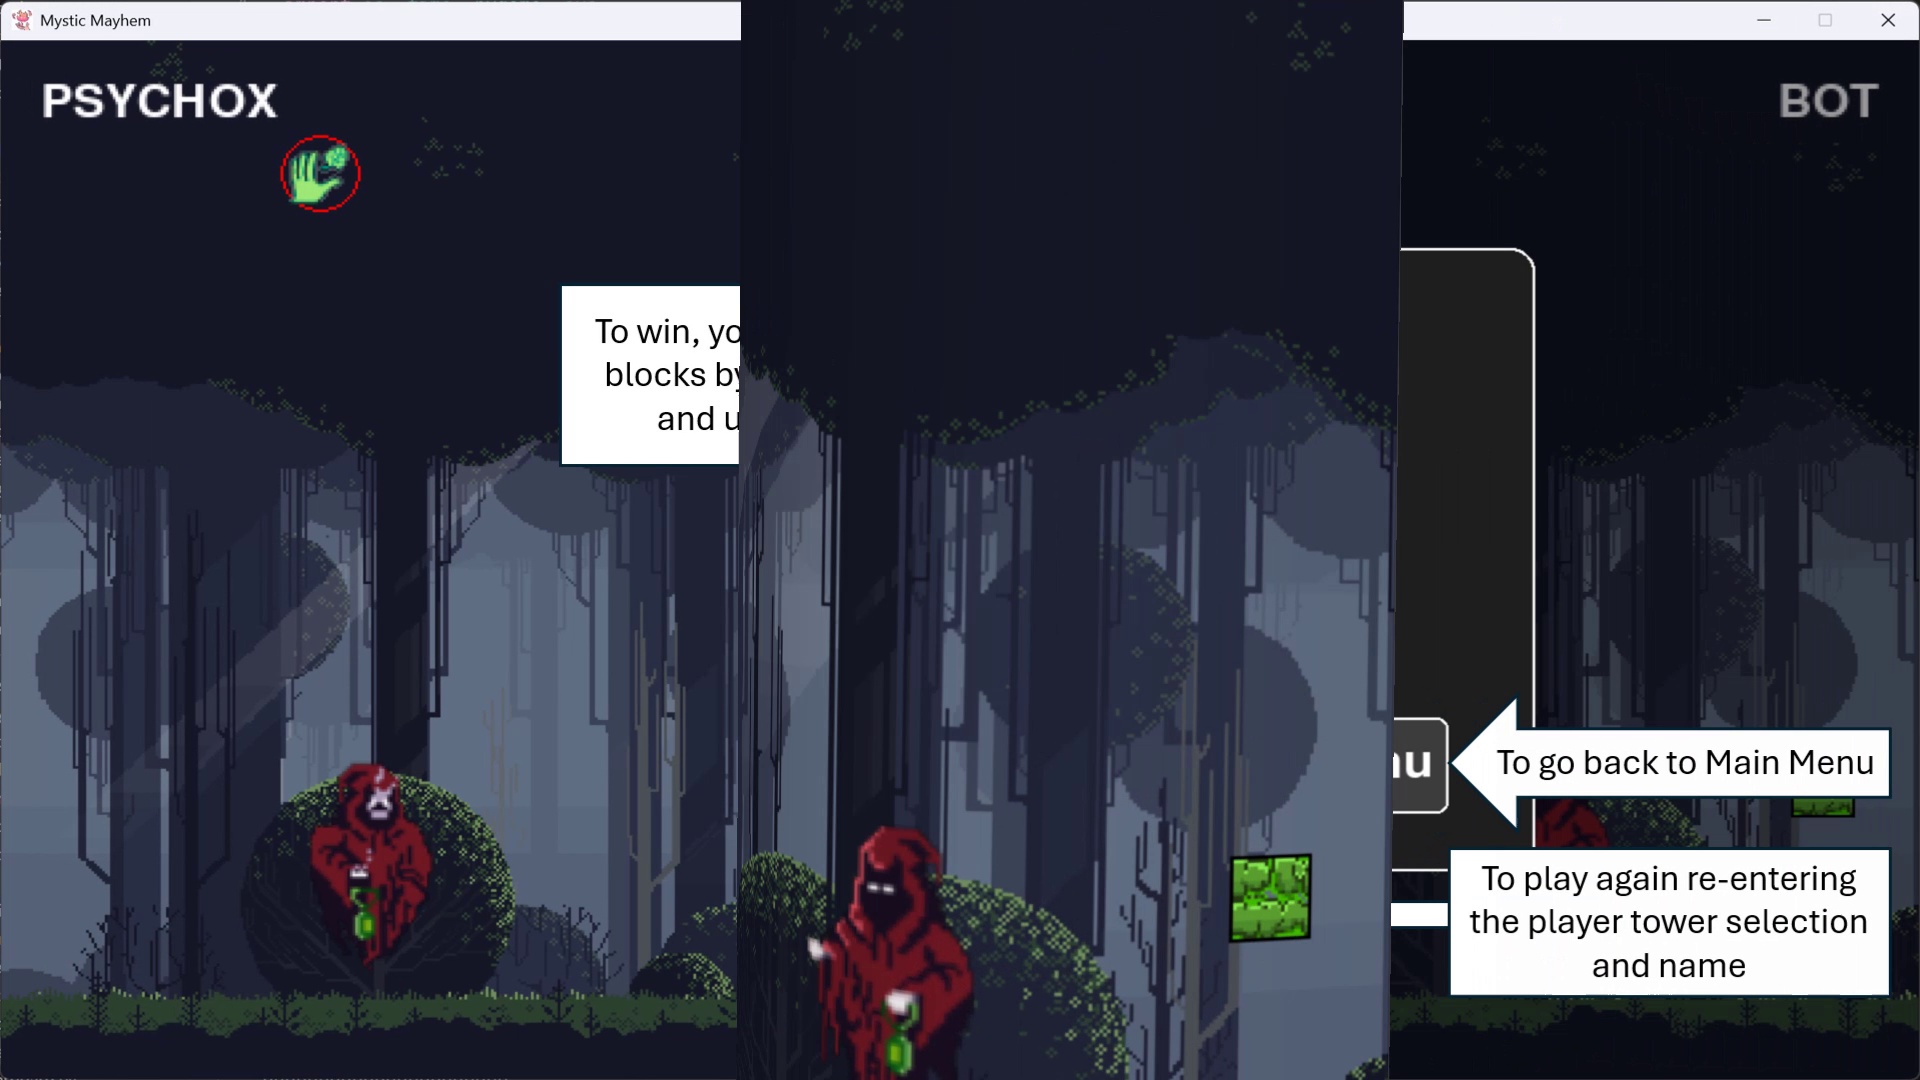 Mystic Mayhem
PSYCHOX
BOT
To win, yo
blocks by
and u
nu
To go back to Main Menu
To play again re-entering
the player tower selection
and name